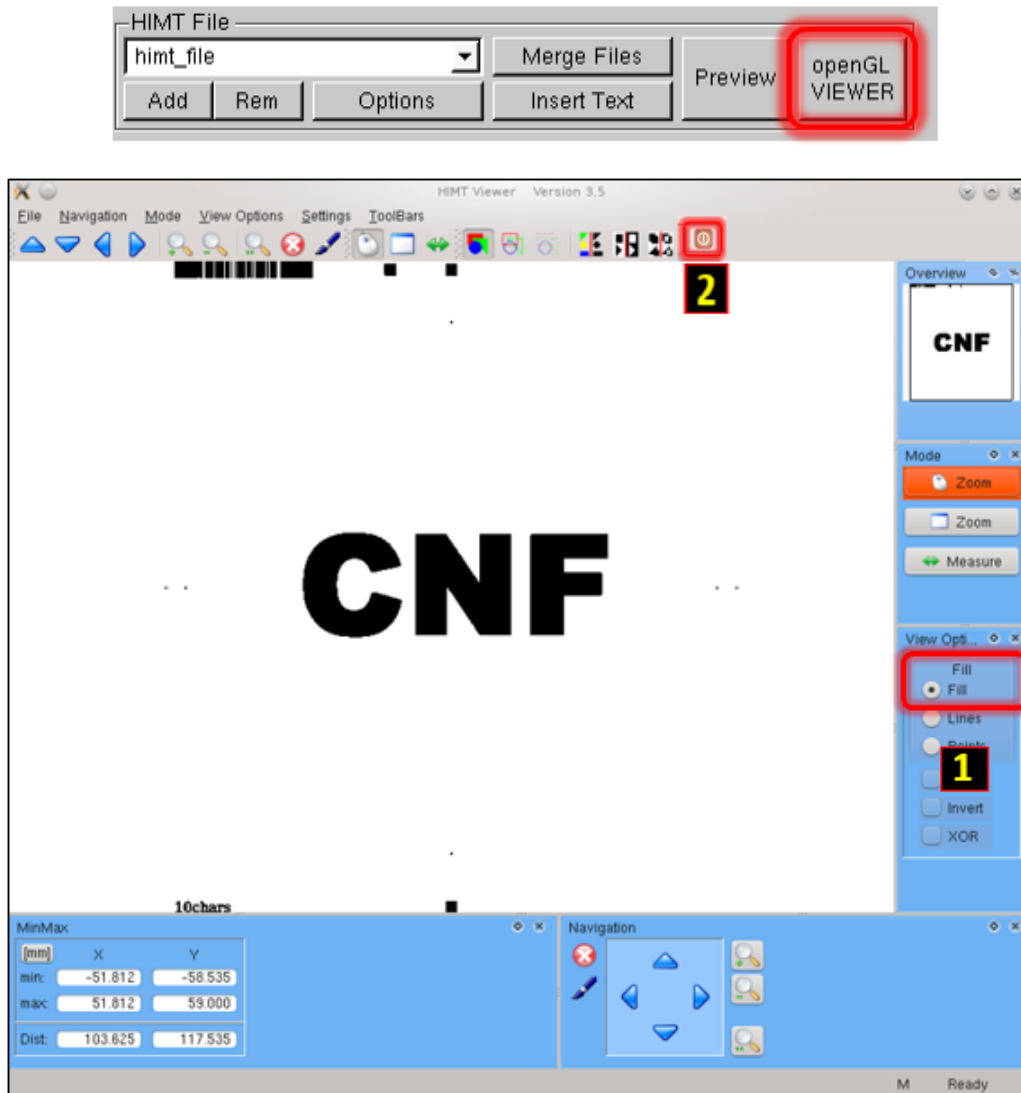 HIMT File
himt_file
Merge Files
Preview
openGL
VIEWER
Add Rem Options
Insert Text
HIMT Viewer Version 3.5
File Navigation Mode View Options Settings ToolBars
2
Overview
CNF
Mode
Zoom
Zoom
Measure
CNF
View Opti...
Fill
Fill
Lines
Points
1
Invert
XOR
10chars
MinMax
[mm] X Y
min: -51.812 -58.535
max: 51.812 59.000
Dist: 103.625 117.535
Navigation
M Ready